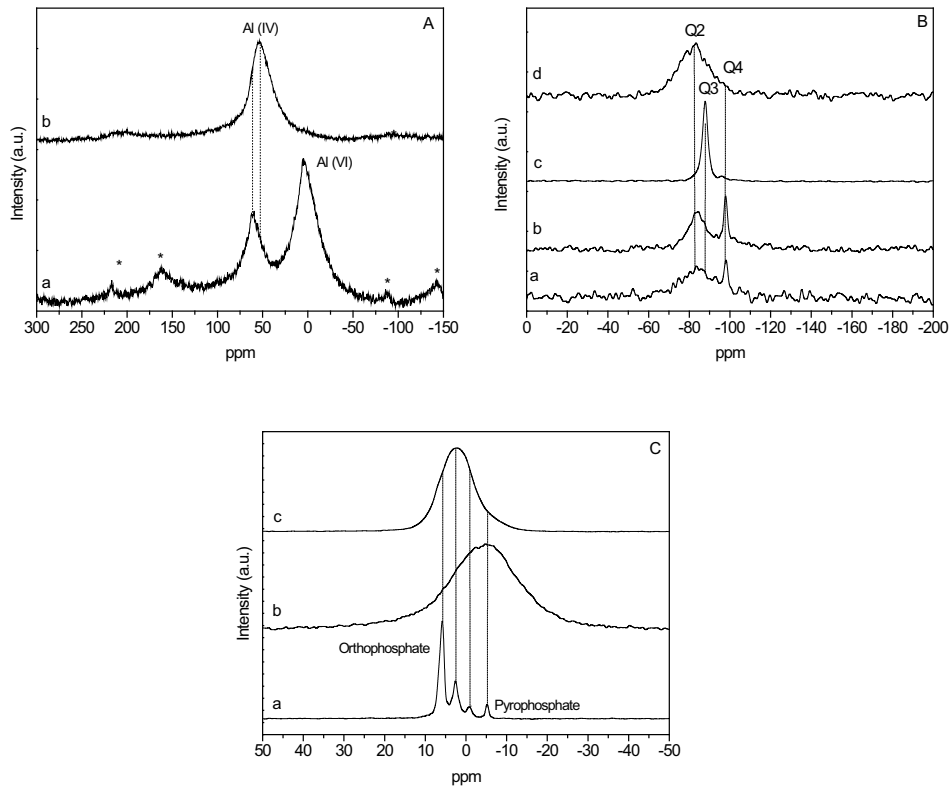 A
Al (IV)
b
Al (VI)
*
*
*
*
a
Intensity (a.u.)
300 250 200 150 100 50 0 -50 -100 -150
ppm
B
Q2
d
Q4
Q3
c
b
a
Intensity (a.u.)
0 -20 -40 -60 -80 -100 -120 -140 -160 -180 -200
ppm
C
c
b
Orthophosphate
a
Pyrophosphate
Intensity (a.u.)
50 40 30 20 10 0 -10 -20 -30 -40 -50
ppm